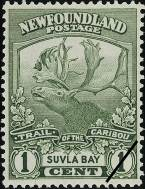 NEWFOUNDLAND
POSTAGE
TRAIL OF THE CARIBOU
1 SUVLA BAY 1
CENT